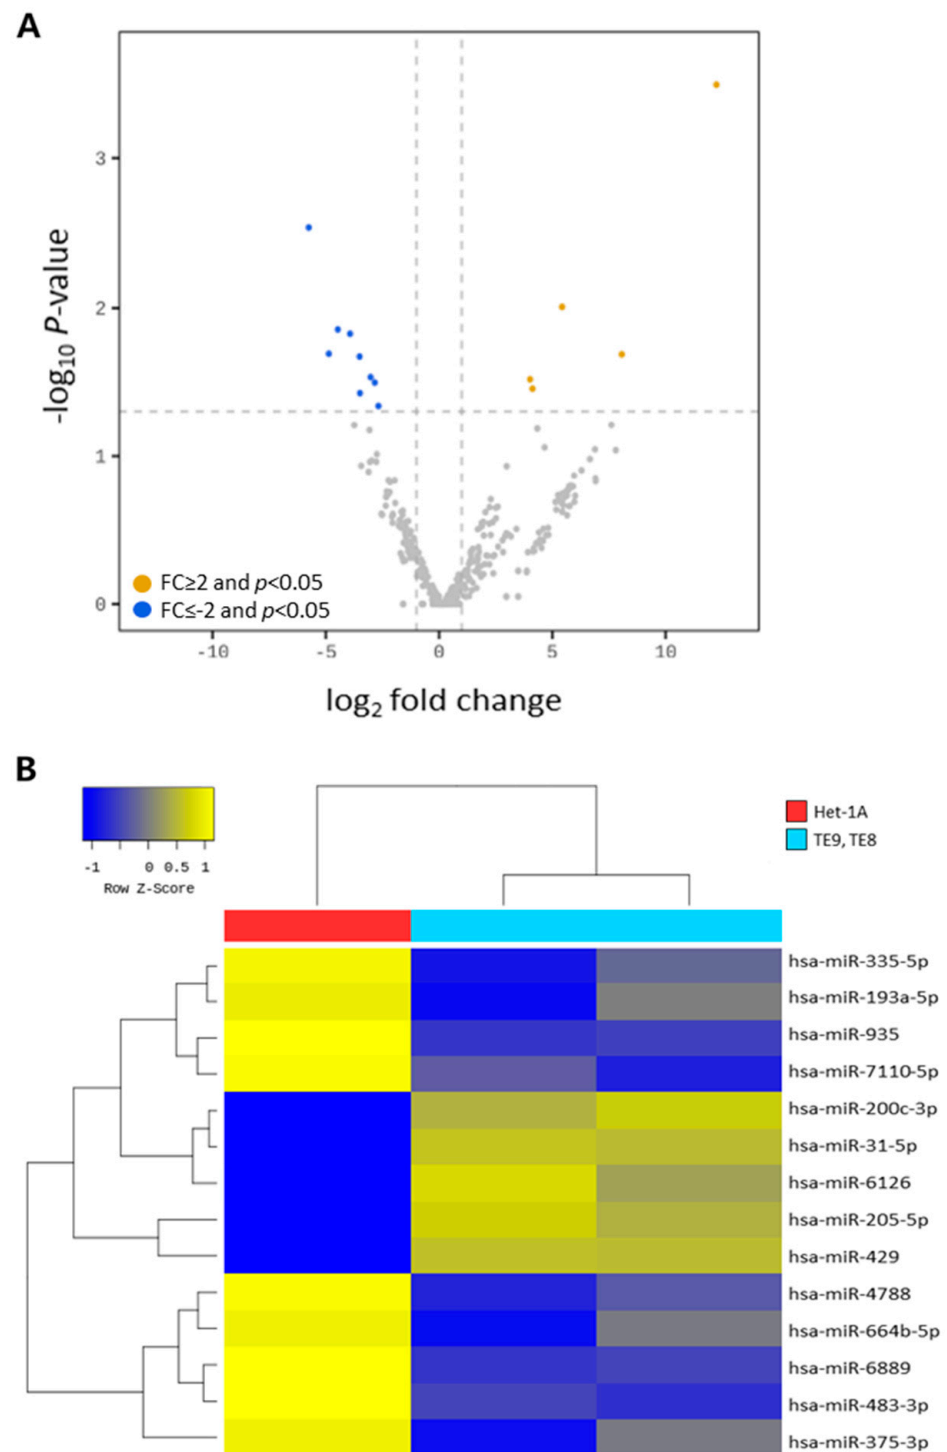 A
-log10 P-value
3
2
1
0
FC≥2 and p<0.05
FC≤-2 and p<0.05
-10 -5 0 5 10
log2 fold change
B
-1 0 0.5 1
Row Z-Score
Het-1A
TE9, TE8
hsa-miR-335-5p
hsa-miR-193a-5p
hsa-miR-935
hsa-miR-7110-5p
hsa-miR-200c-3p
hsa-miR-31-5p
hsa-miR-6126
hsa-miR-205-5p
hsa-miR-429
hsa-miR-4788
hsa-miR-664b-5p
hsa-miR-6889
hsa-miR-483-3p
hsa-miR-375-3p